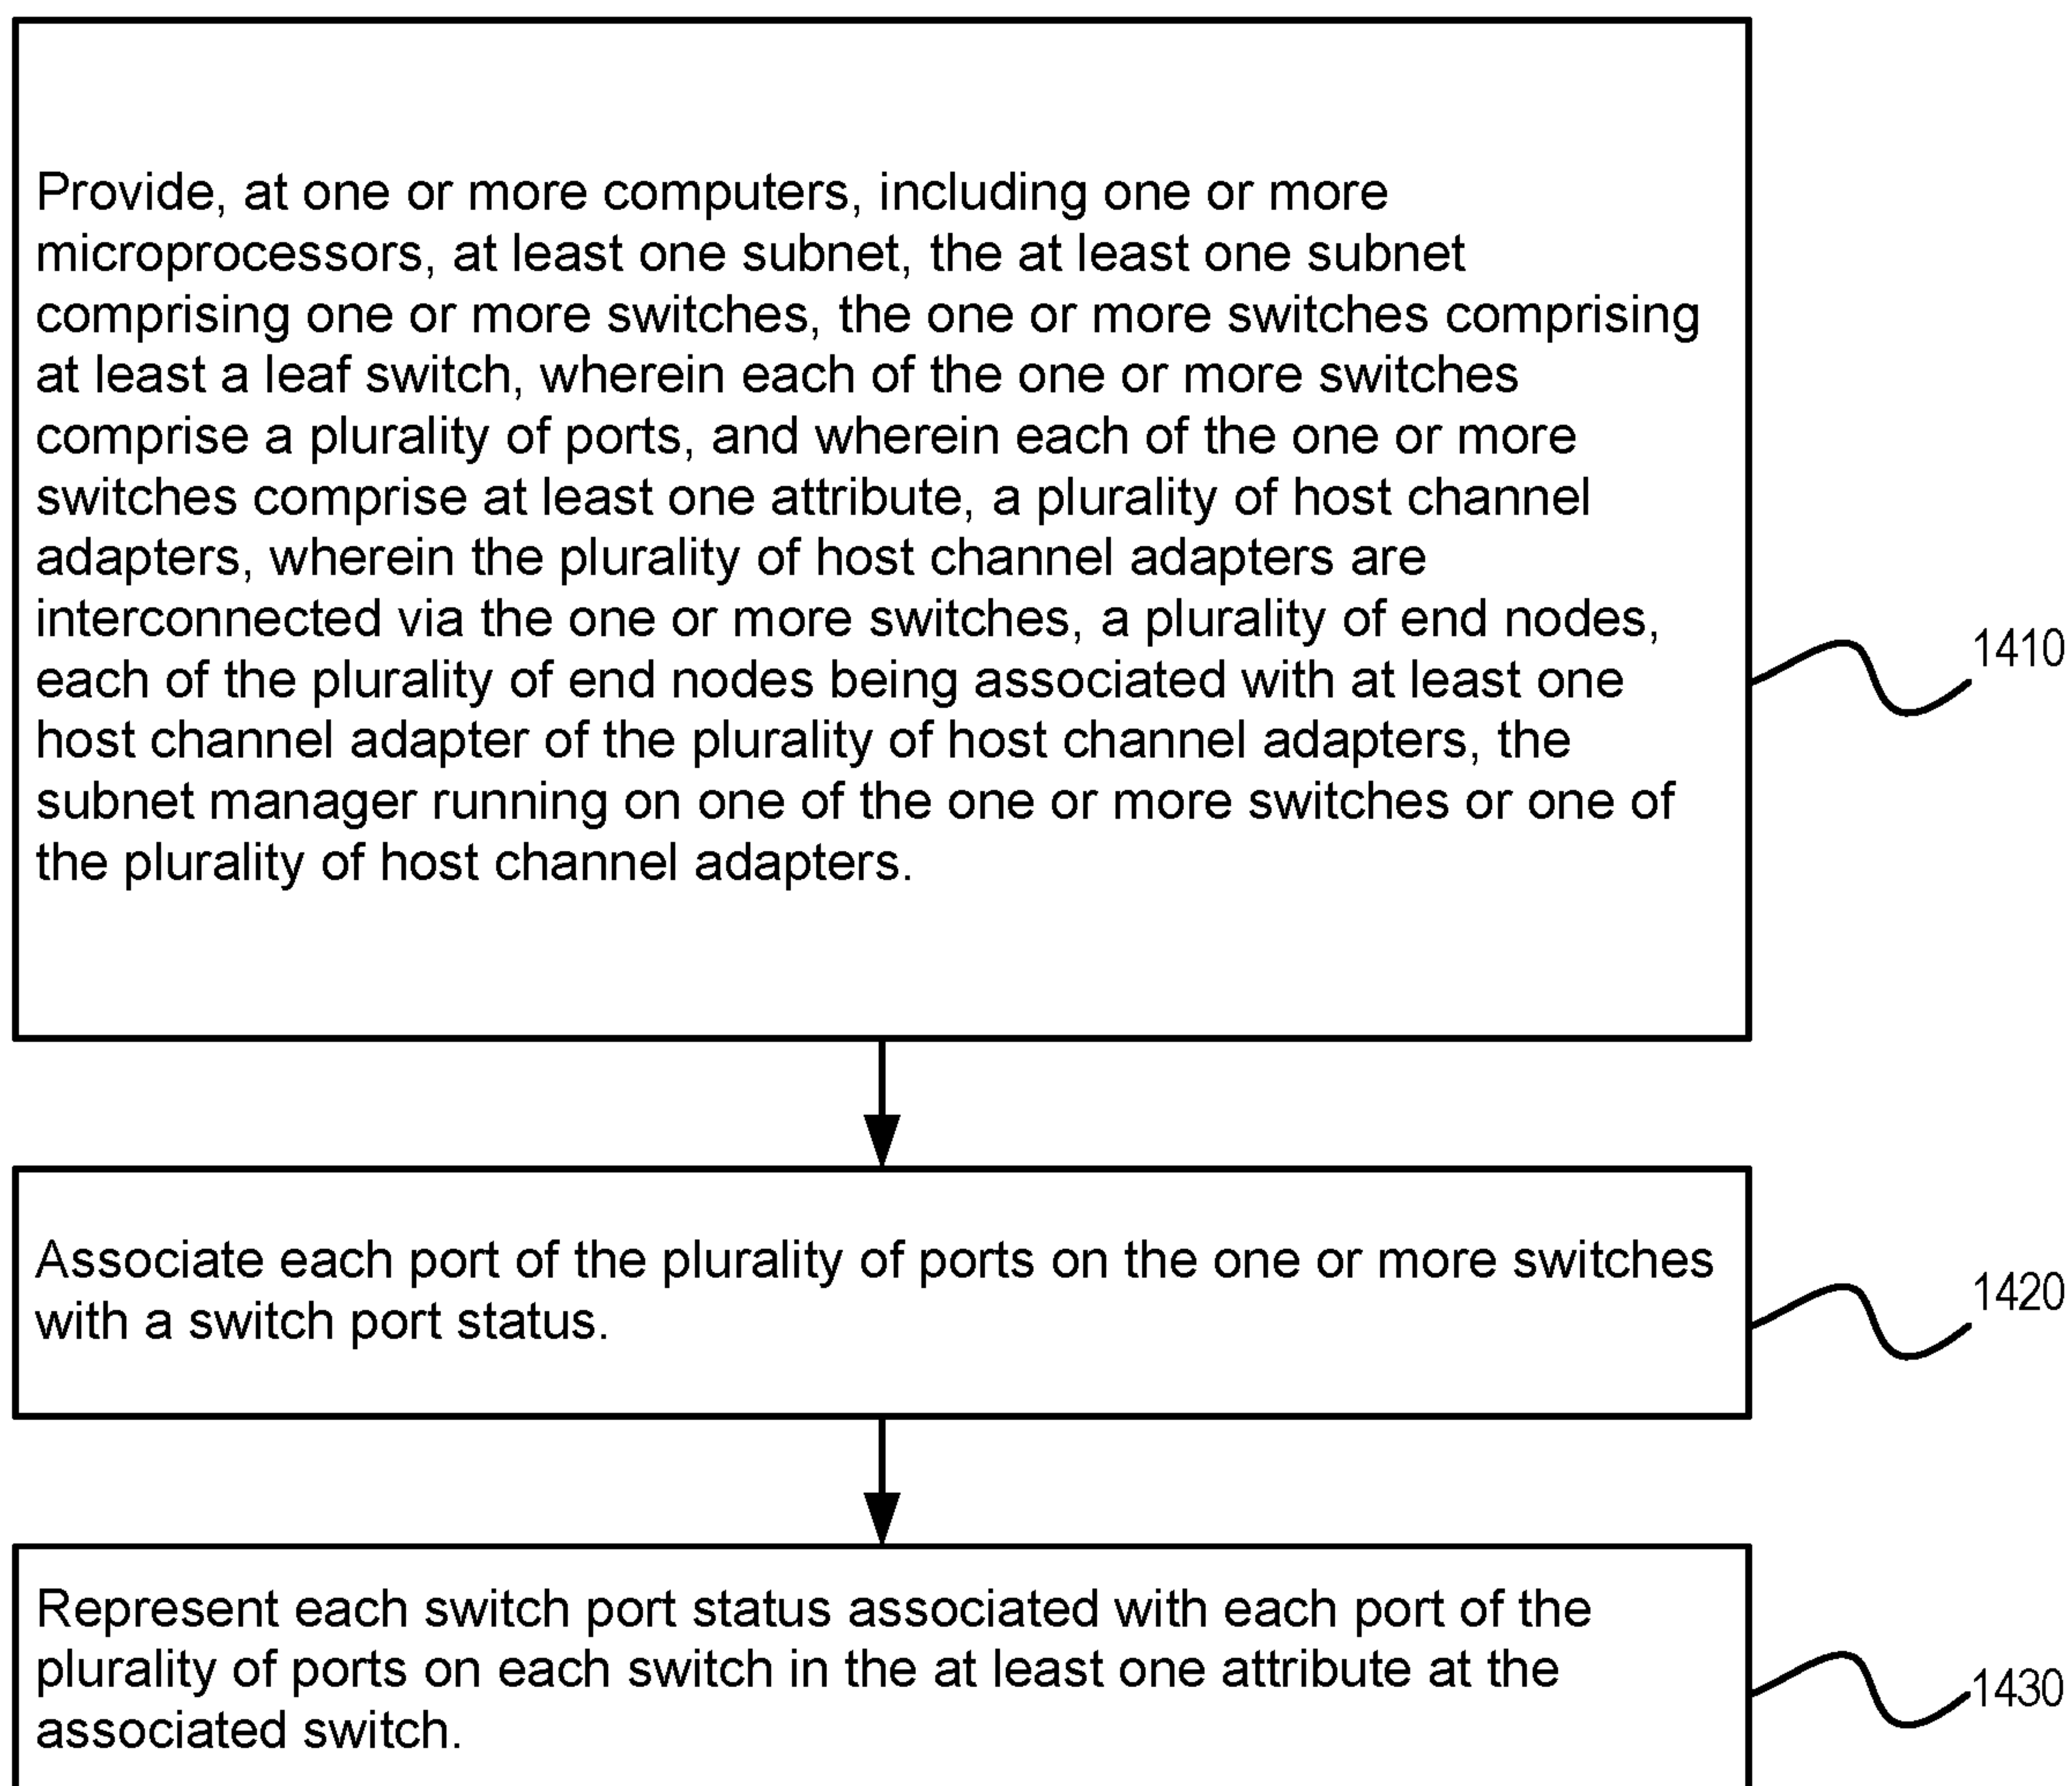 Provide, at one or more computers, including one or more
microprocessors, at least one subnet, the at least one subnet
comprising one or more switches, the one or more switches comprising
at least a leaf switch, wherein each of the one or more switches
comprise a plurality of ports, and wherein each of the one or more
switches comprise at least one attribute, a plurality of host channel
adapters, wherein the plurality of host channel adapters are
interconnected via the one or more switches, a plurality of end nodes,
each of the plurality of end nodes being associated with at least one
host channel adapter of the plurality of host channel adapters, the
subnet manager running on one of the one or more switches or one of
the plurality of host channel adapters.
1410
Associate each port of the plurality of ports on the one or more switches
with a switch port status.
1420
Represent each switch port status associated with each port of the
plurality of ports on each switch in the at least one attribute at the
associated switch.
1430